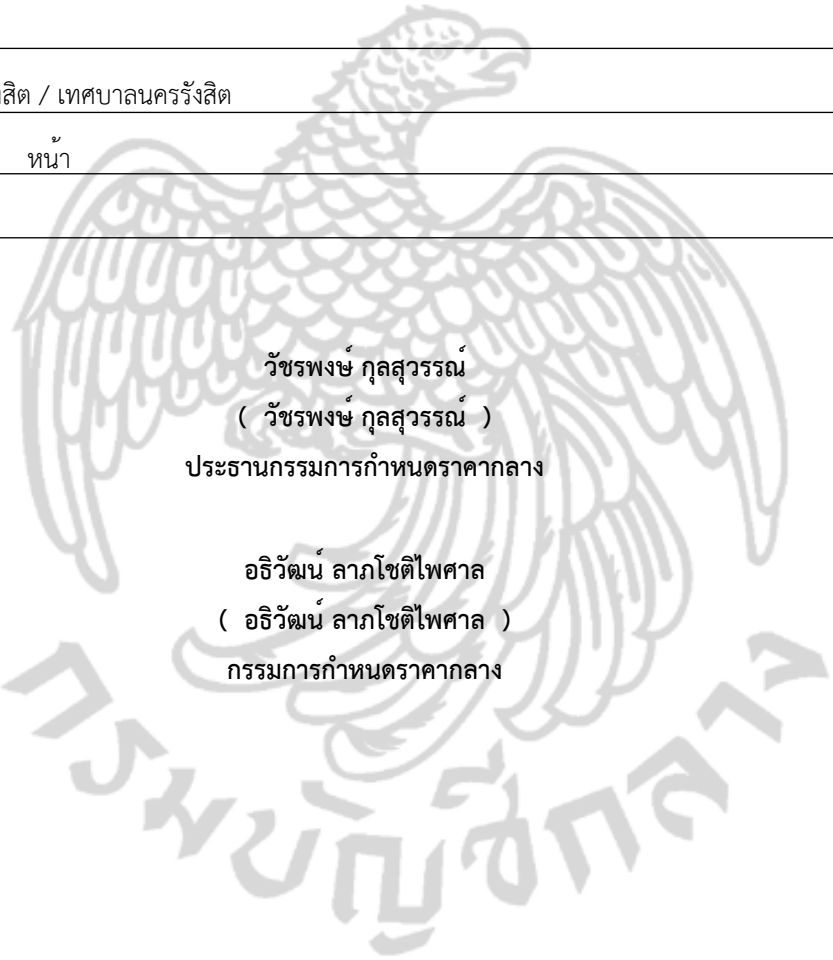 สิต / เทศบาลนครรังสิต
หน้า
วัชรพงษ์ กุลสุวรรณ์
( วัชรพงษ์ กุลสุวรรณ์ )
ประธานกรรมการกำหนดราคากลาง
อธิวัฒน์ ลาภโชติไพศาล
( อธิวัฒน์ ลาภโชติไพศาล )
กรรมการกำหนดราคากลาง
กรมบัญชีกลาง